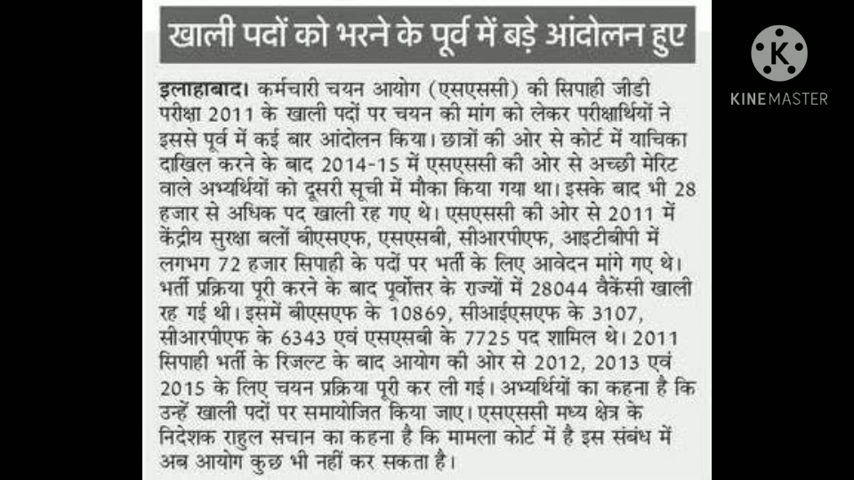 खाली पदों को भरने के पूर्व में बड़े आंदोलन हुए
इलाहाबाद। कर्मचारी चयन आयोग (एसएससी) की सिपाही जीडी
परीक्षा 2011 के खाली पदों पर चयन की मांग को लेकर परीक्षार्थियों ने
इससे पूर्व में कई बार आंदोलन किया। छात्रों की ओर से कोर्ट में याचिका
दाखिल करने के बाद 2014-15 में एसएससी की ओर से अच्छी मेरिट
वाले अभ्यर्थियों को दूसरी सूची में मौका किया गया था। इसके बाद भी 28
हजार से अधिक पद खाली रह गए थे। एसएससी की ओर से 2011 में
केंद्रीय सुरक्षा बलों बीएसएफ, एसएसबी, सीआरपीएफ, आइटीबीपी में
लगभग 72 हजार सिपाही के पदों पर भर्ती के लिए आवेदन मांगे गए थे।
भर्ती प्रक्रिया पूरी करने के बाद पूर्वोत्तर के राज्यों में 28044 वैकेंसी खाली
रह गई थी। इसमें बीएसएफ के 10869, सीआईएसएफ के 3107,
सीआरपीएफ के 6343 एवं एसएसबी के 7725 पद शामिल थे। 2011
सिपाही भर्ती के रिजल्ट के बाद आयोग की ओर से 2012, 2013 एवं
2015 के लिए चयन प्रक्रिया पूरी कर ली गई। अभ्यर्थियों का कहना है कि
उन्हें खाली पदों पर समायोजित किया जाए। एसएससी मध्य क्षेत्र के
निदेशक राहुल सचान का कहना है कि मामला कोर्ट में है इस संबंध में
अब आयोग कुछ भी नहीं कर सकता है।
K
KINEMASTER